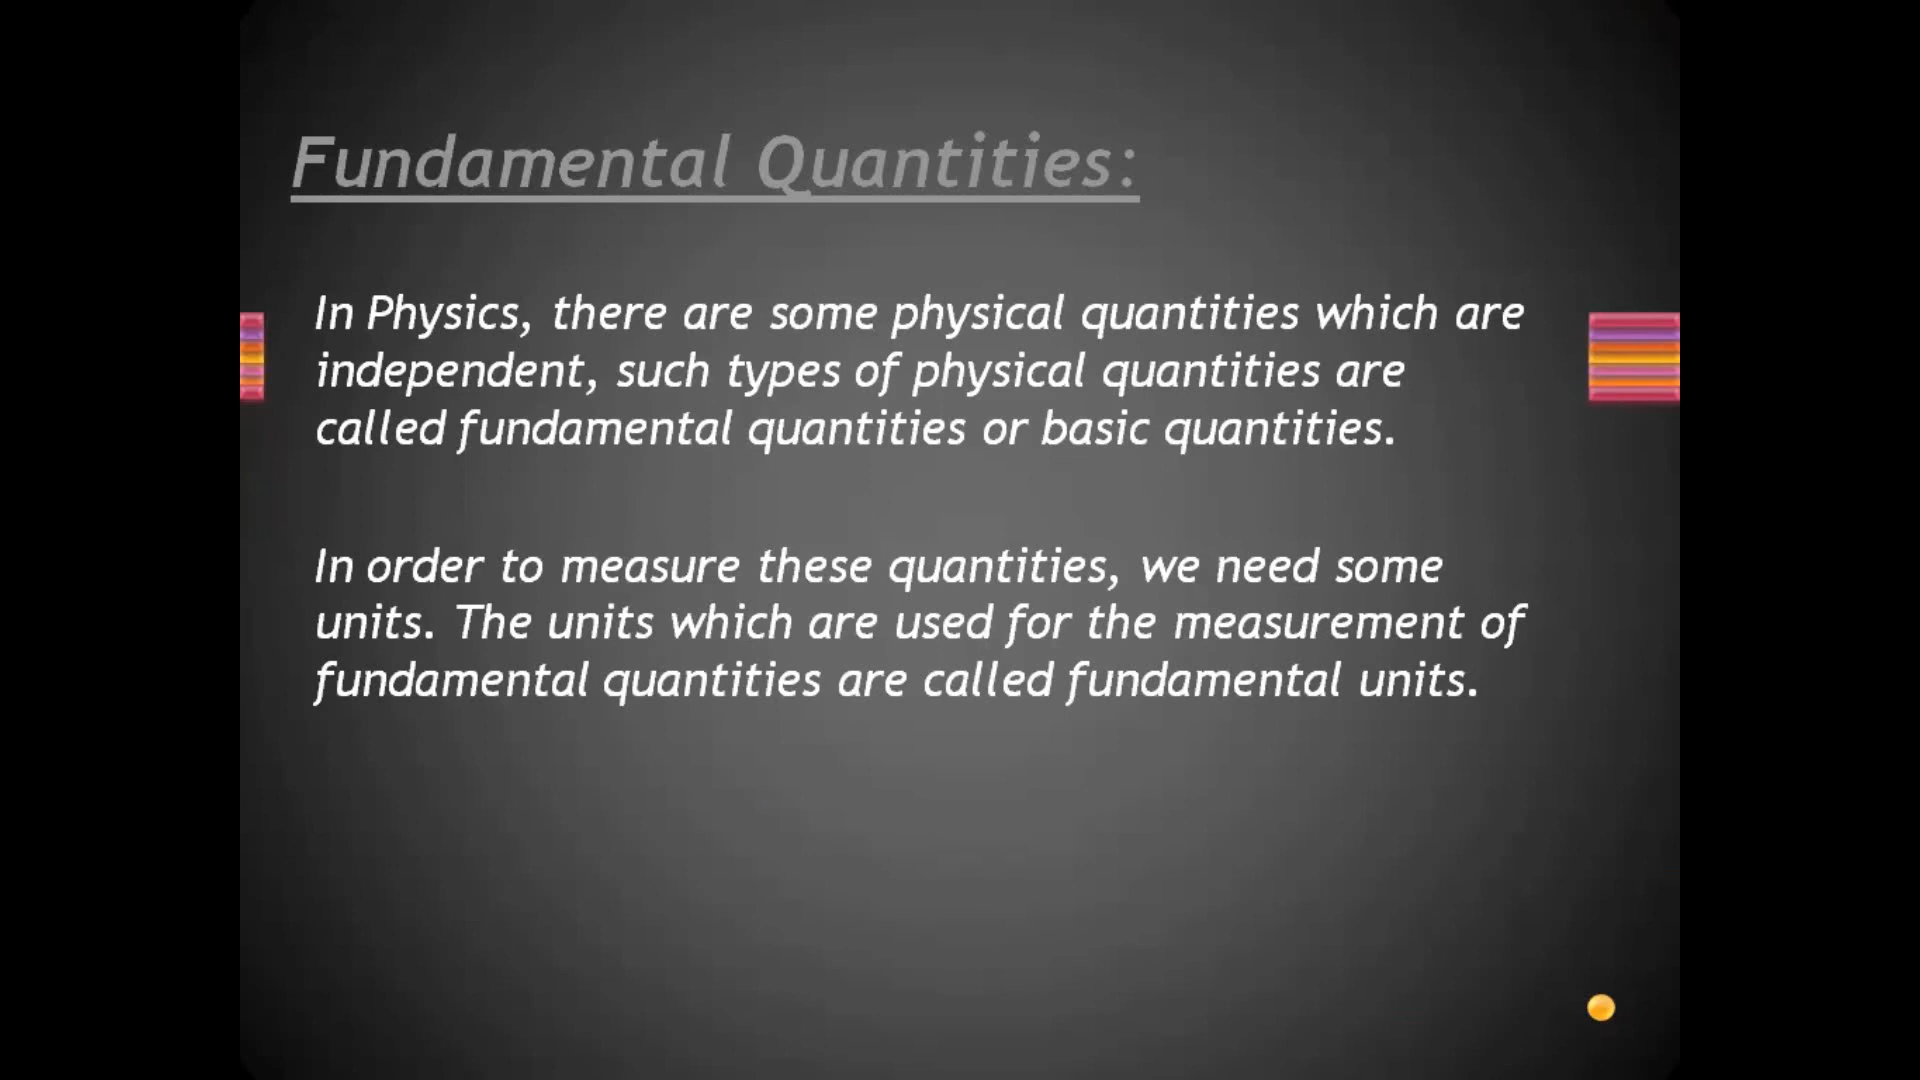 Fundamental Quantities:
In Physics, there are some physical quantities which are
independent, such types of physical quantities are
called fundamental quantities or basic quantities.
In order to measure these quantities, we need some
units. The units which are used for the measurement of
fundamental quantities are called fundamental units.